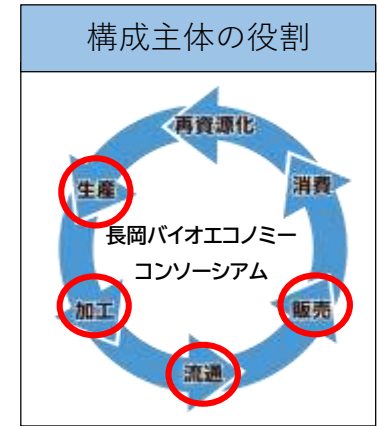 構成主体の役割
再資源化
生産
消費
長岡バイオエコノミー
コンソーシアム
加工
販売
流通